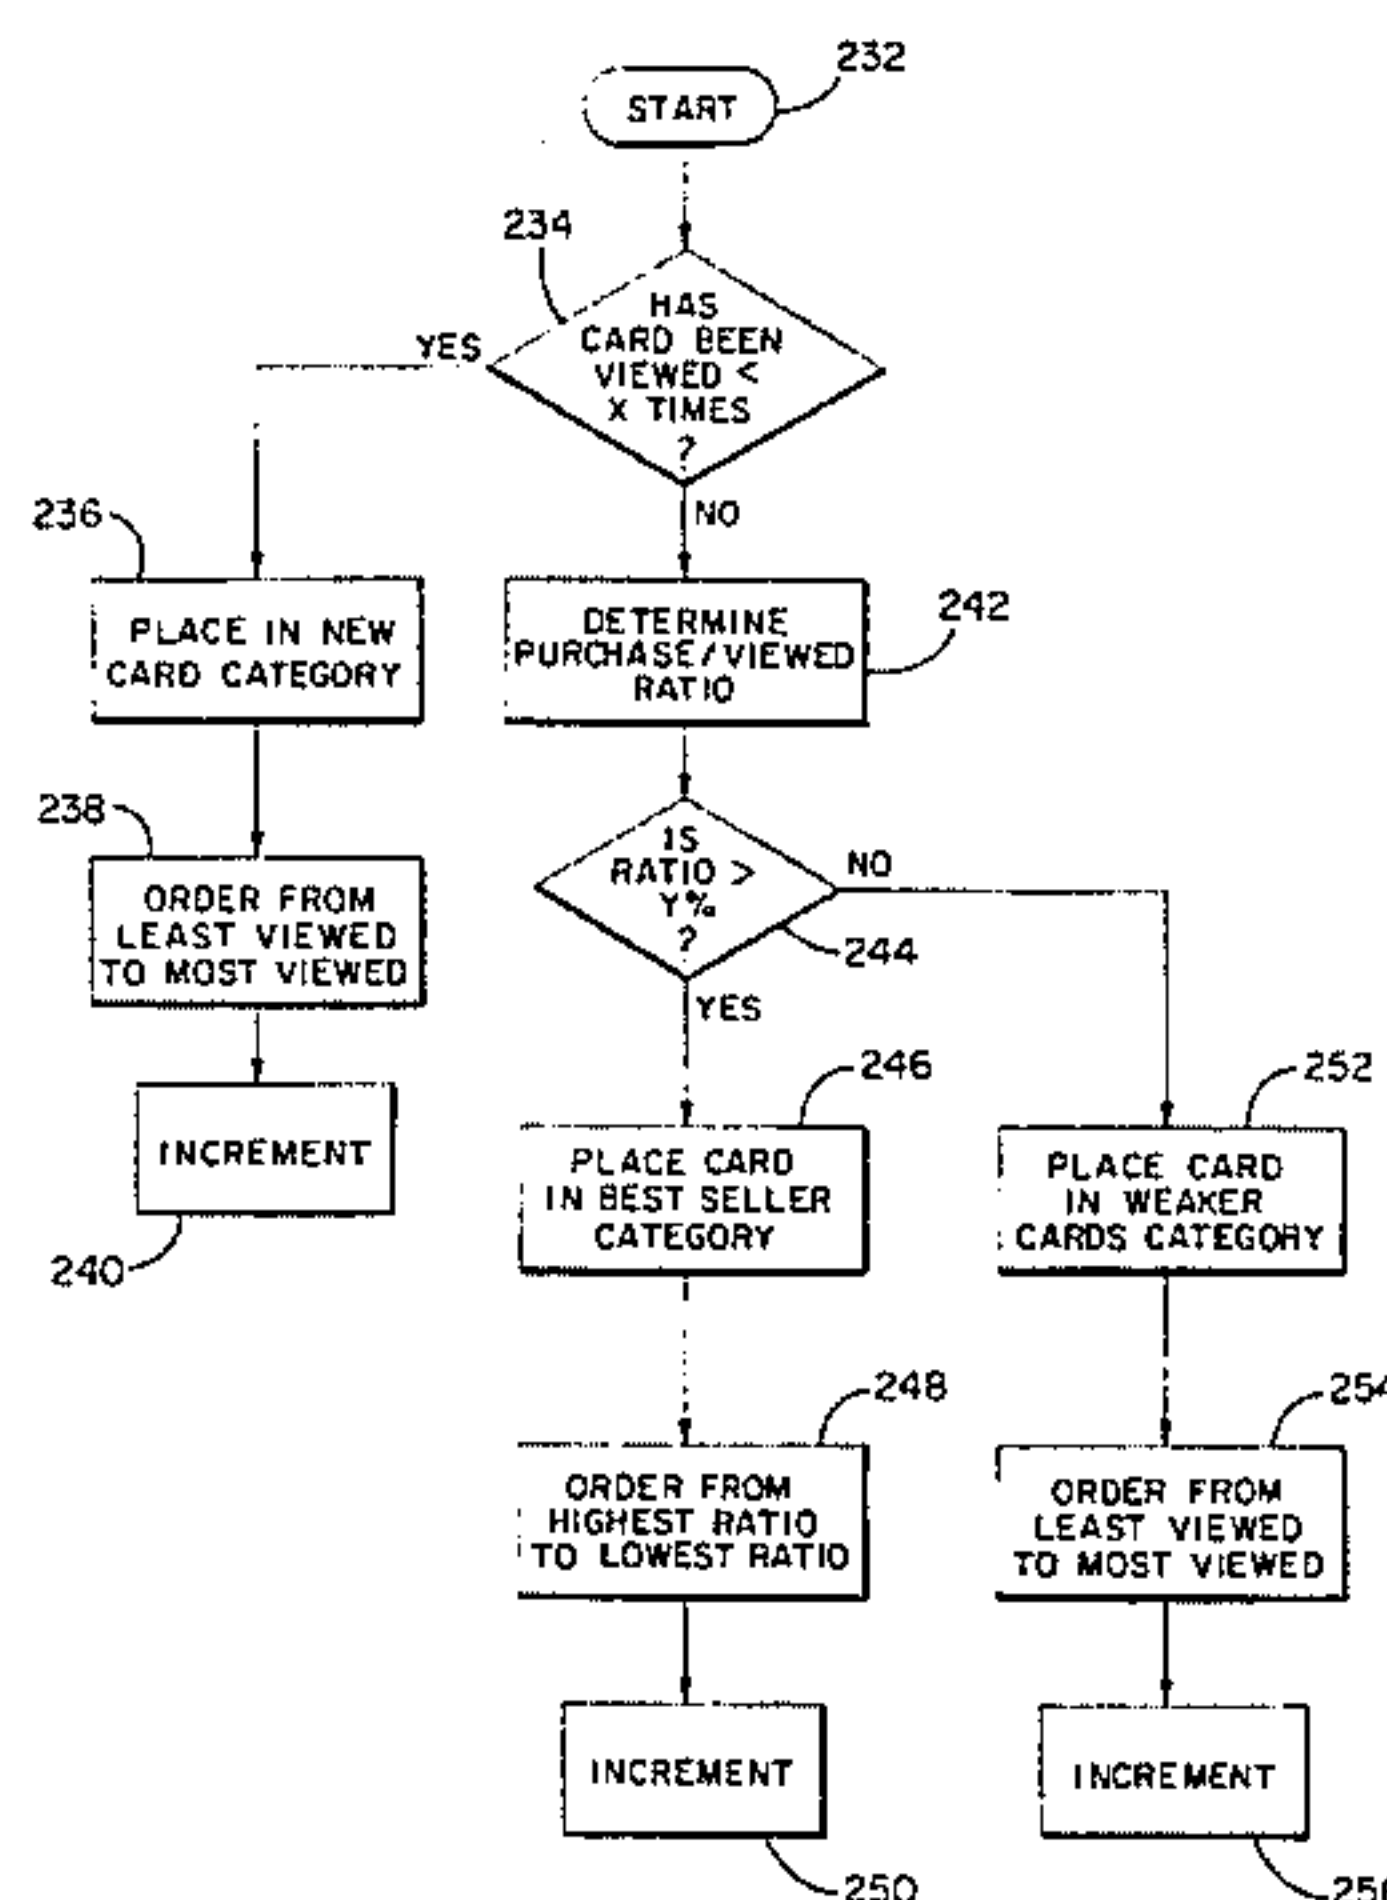 232
START
234
HAS
CARD BEEN
VIEWED <
X TIMES
?
YES
NO
236
PLACE IN NEW
CARD CATEGORY
DETERMINE
PURCHASE/VIEWED
RATIO
242
238
ORDER FROM
LEAST VIEWED
TO MOST VIEWED
IS
RATIO >
Y%
?
NO
244
YES
INCREMENT
240
246
PLACE CARD
IN BEST SELLER
CATEGORY
252
PLACE CARD
IN WEAKER
CARDS CATEGORY
248
ORDER FROM
HIGHEST RATIO
TO LOWEST RATIO
254
ORDER FROM
LEAST VIEWED
TO MOST VIEWED
INCREMENT
250
INCREMENT